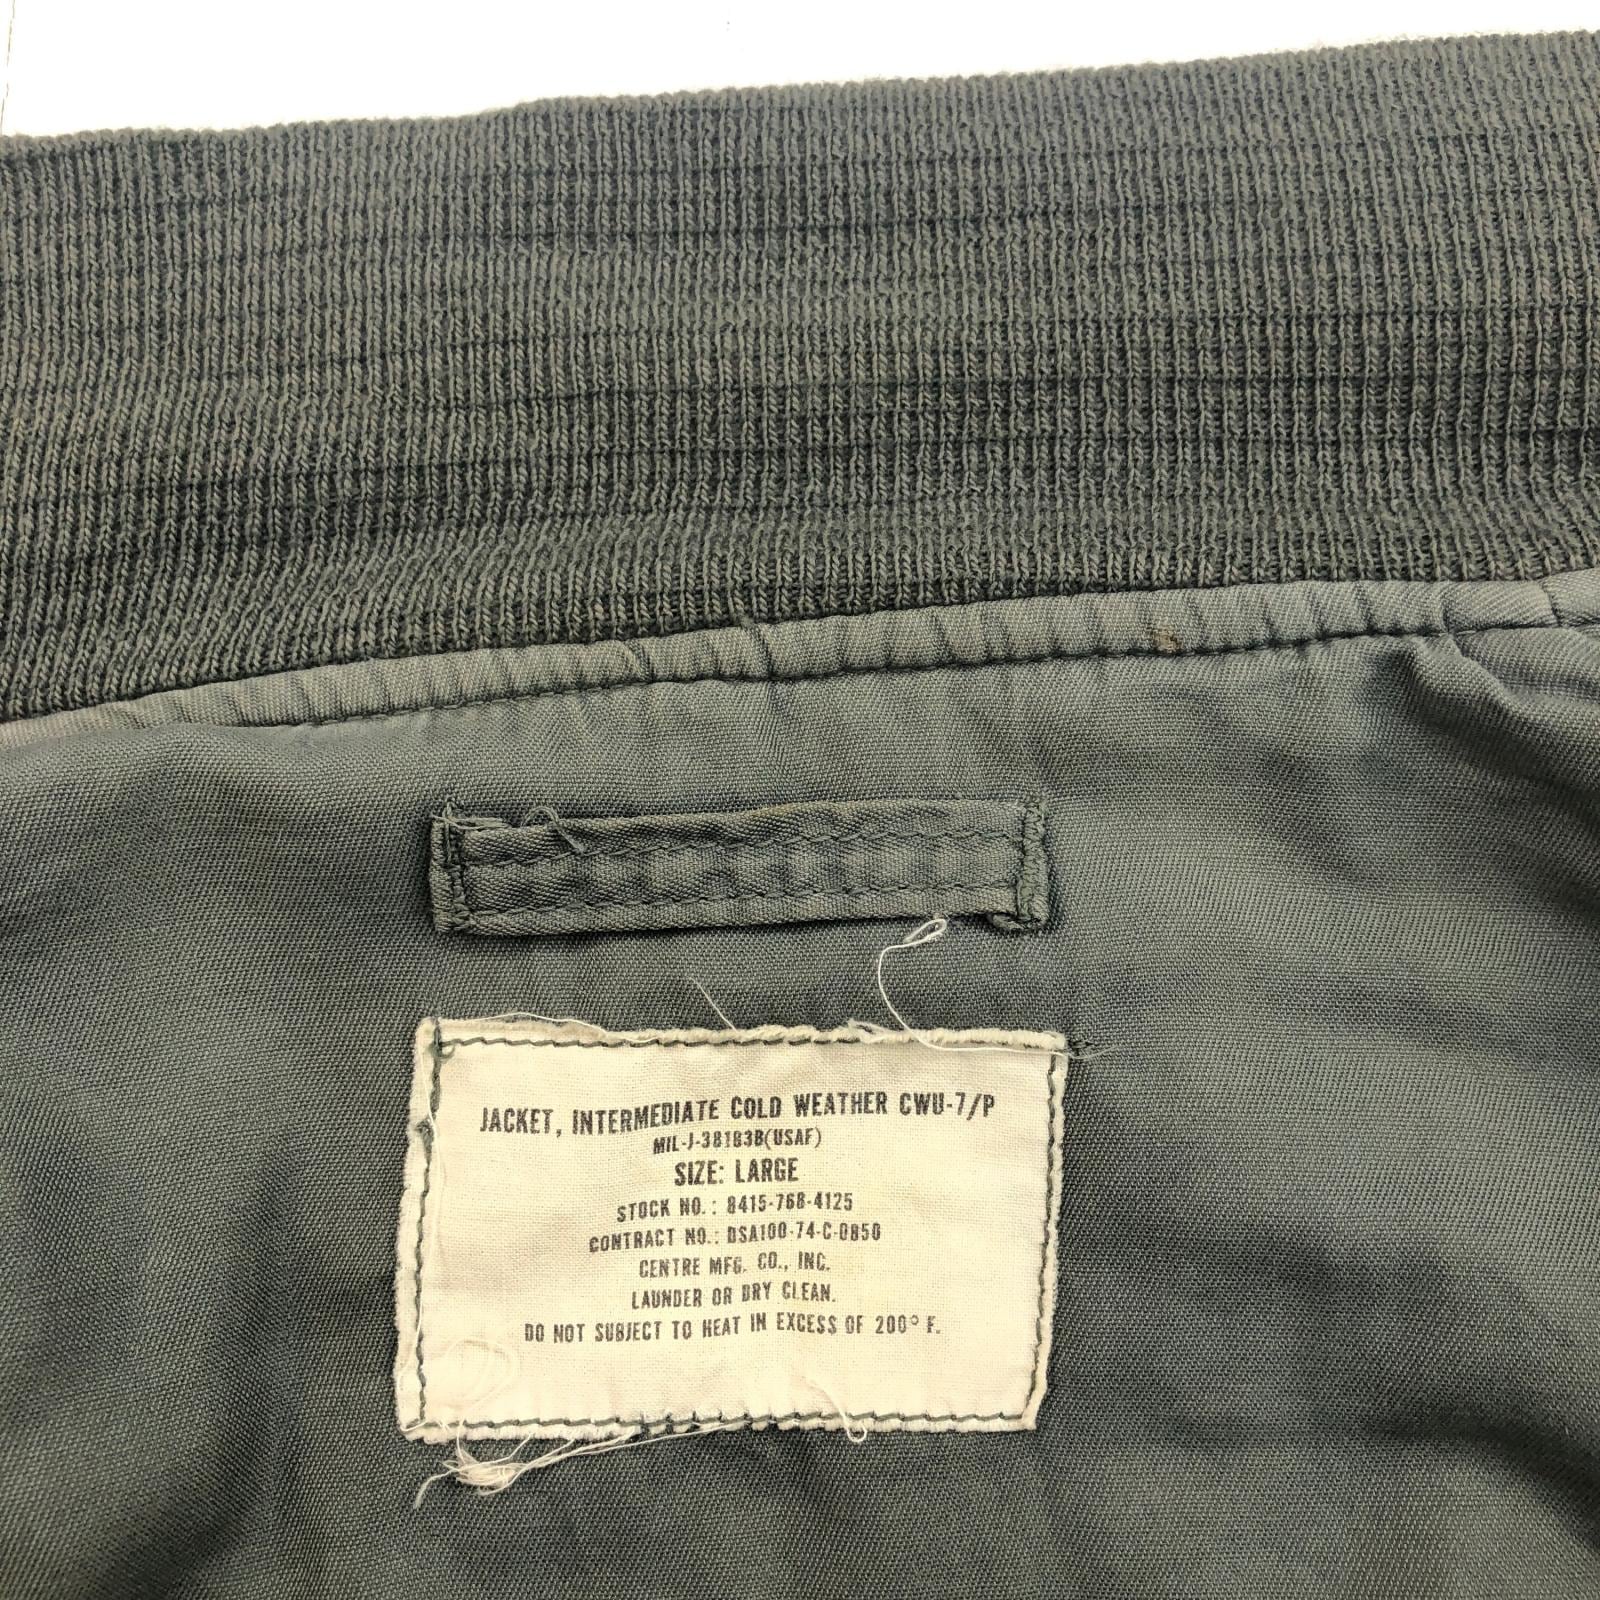 JACKET, INTERMEDIATE COLD WEATHER CWU-7/P
MIL-J-38183B(USAF)
SIZE: LARGE
STOCK NO.: 8415-768-4125
CONTRACT NO.: DSA100-74-C-0850
CENTRE MFG. CO., INC.
LAUNDER OR DRY CLEAN.
DO NOT SUBJECT TO HEAT IN EXCESS OF 200° F.